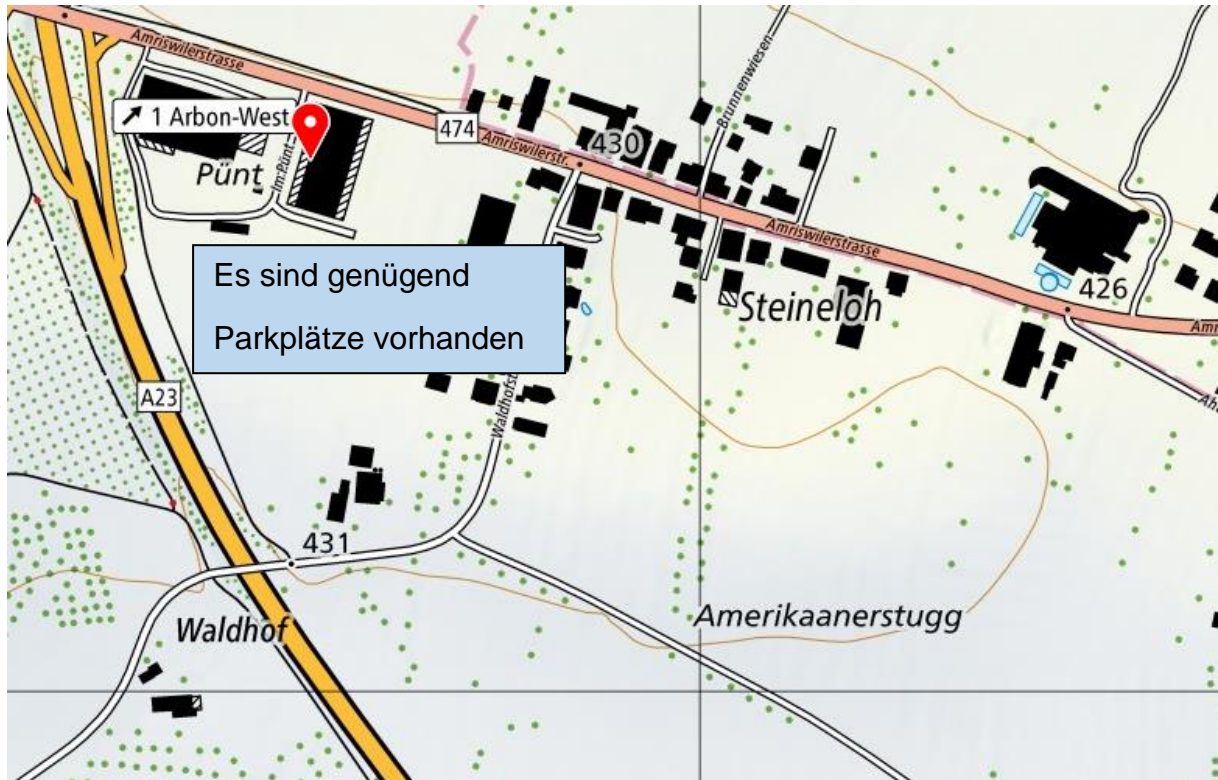 Amriswilerstrasse
1 Arbon-West
Pünt
Im Pünt
474
Amriswilerstr.
430
Brunnenwiesen
Amriswilerstrasse
426
Steineloh
Es sind genügend
Parkplätze vorhanden
A23
431
Waldhof
Amerikaanerstugg